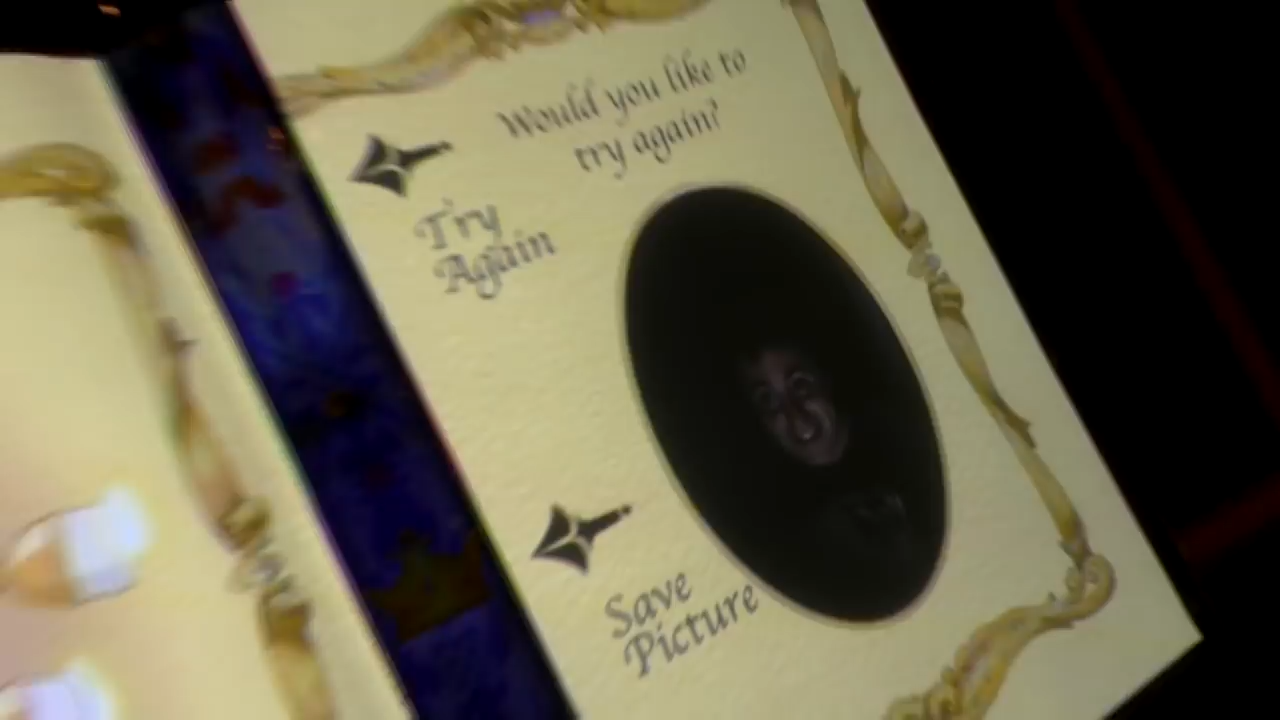 Would you like to
try again?
Try
Again
Save
Picture